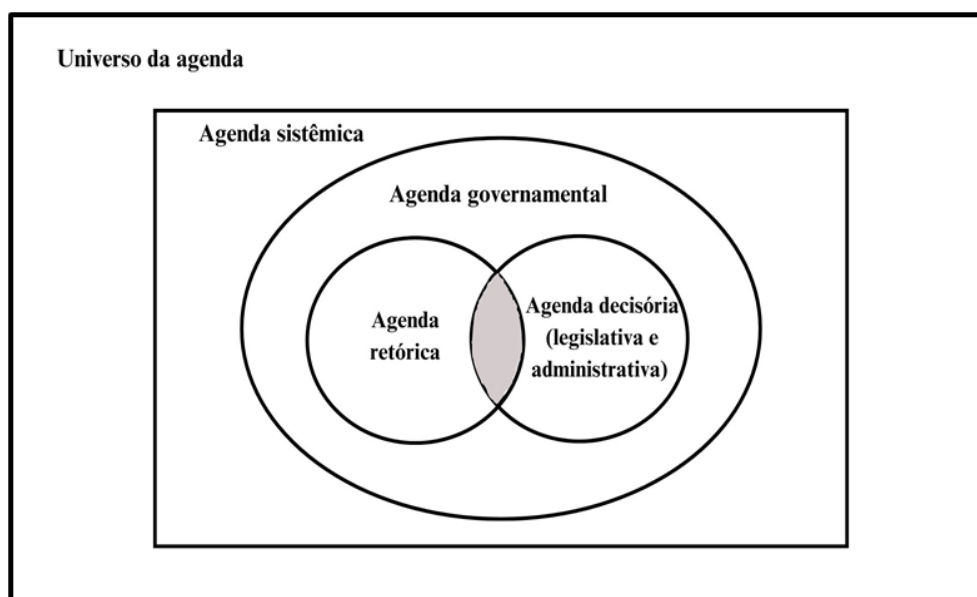 Universo da agenda
Agenda sistêmica
Agenda governamental
Agenda
retórica
Agenda decisória
(legislativa e
administrativa)